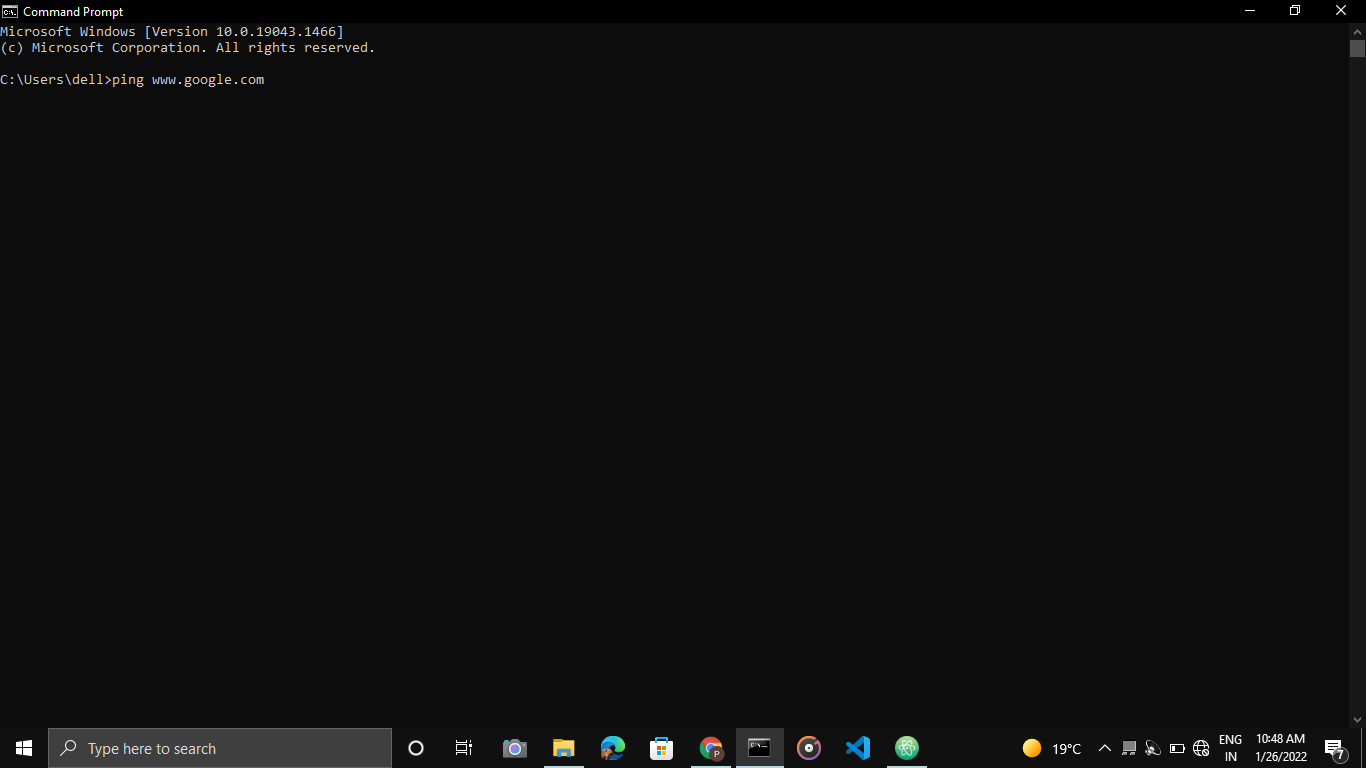 Command Prompt
Microsoft Windows [Version 10.0.19043.1466]
(c) Microsoft Corporation. All rights reserved.
C:\Users\dell>ping www.google.com
Type here to search
19°C
ENG
IN
10:48 AM
1/26/2022
7